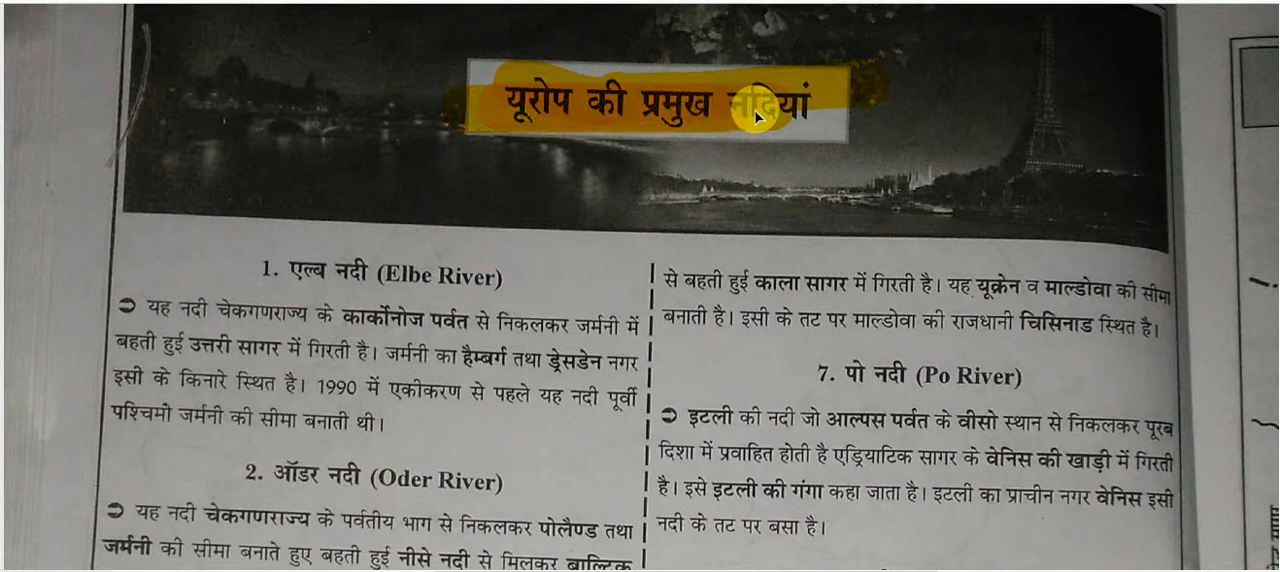 यूरोप की प्रमुख नदियां
1. एल्ब नदी (Elbe River)
➲ यह नदी चेकगणराज्य के कार्कोनोज पर्वत से निकलकर जर्मनी में
बहती हुई उत्तरी सागर में गिरती है। जर्मनी का हैम्बर्ग तथा ड्रेसडेन नगर
इसी के किनारे स्थित है। 1990 में एकीकरण से पहले यह नदी पूर्वी
पश्चिमी जर्मनी की सीमा बनाती थी।
2. ऑडर नदी (Oder River)
➲ यह नदी चेकगणराज्य के पर्वतीय भाग से निकलकर पोलैण्ड तथा
जर्मनी की सीमा बनाते हुए बहती हुई नीसे नदी से मिलकर बाल्टिक
से बहती हुई काला सागर में गिरती है। यह यूक्रेन व माल्डोवा की सीमा
बनाती है। इसी के तट पर माल्डोवा की राजधानी चिसिनाड स्थित है।
7. पो नदी (Po River)
➲ इटली की नदी जो आल्पस पर्वत के वीसो स्थान से निकलकर पूरब
दिशा में प्रवाहित होती है एड्रियाटिक सागर के वेनिस की खाड़ी में गिरती
है। इसे इटली की गंगा कहा जाता है। इटली का प्राचीन नगर वेनिस इसी
नदी के तट पर बसा है।